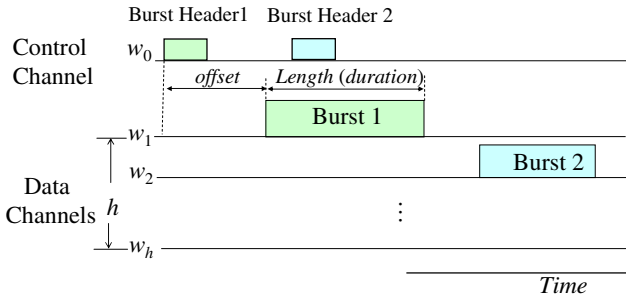 Burst Header1 Burst Header 2
Control Channel w0
offset Length (duration)
Burst 1
w1
Burst 2
w2
Data Channels h
⋮
wh
Time